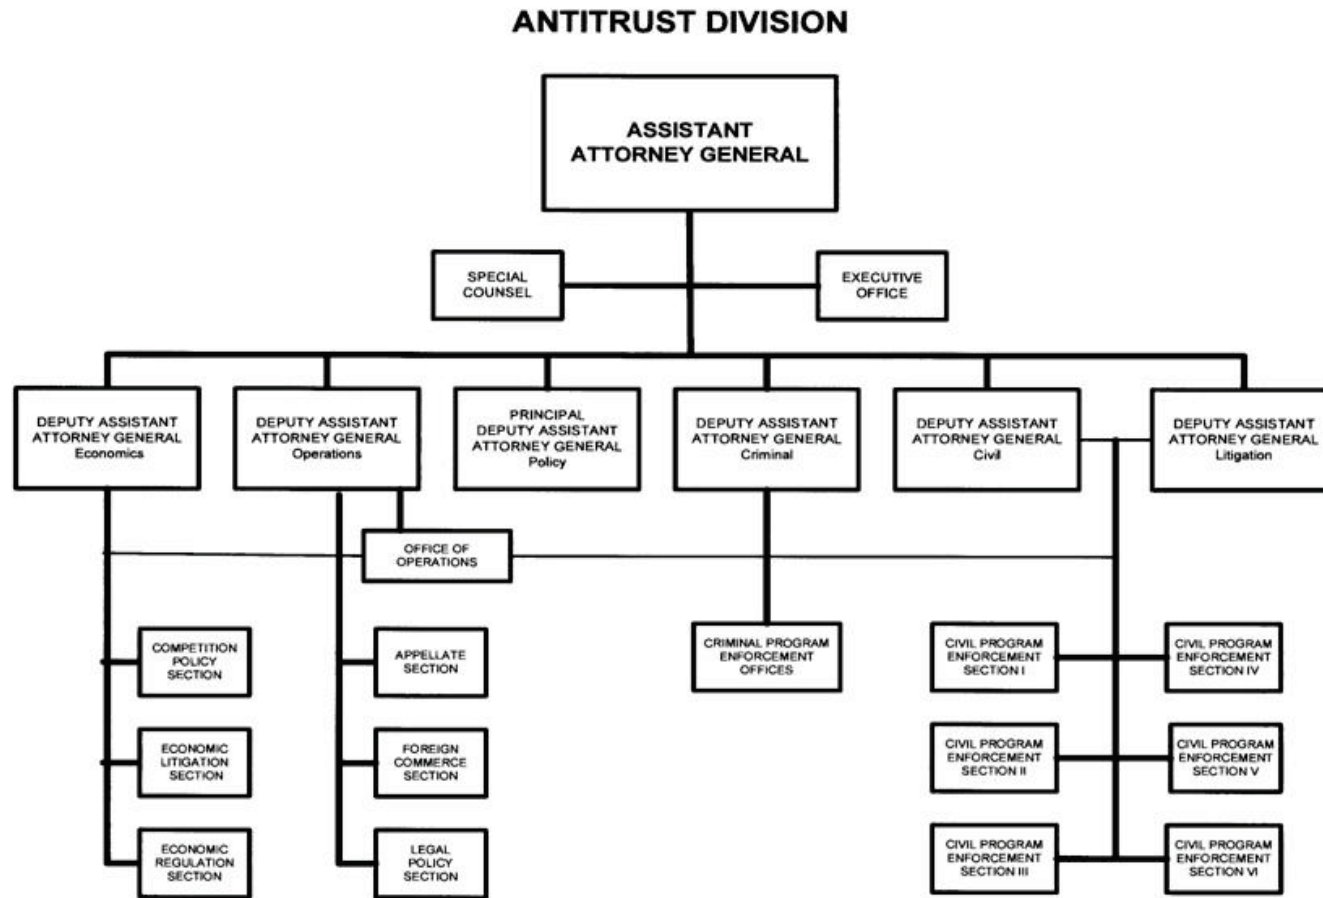 ANTITRUST DIVISION
ASSISTANT
ATTORNEY GENERAL
SPECIAL
COUNSEL
EXECUTIVE
OFFICE
DEPUTY ASSISTANT
ATTORNEY GENERAL
Economics
DEPUTY ASSISTANT
ATTORNEY GENERAL
Operations
PRINCIPAL
DEPUTY ASSISTANT
ATTORNEY GENERAL
Policy
DEPUTY ASSISTANT
ATTORNEY GENERAL
Criminal
DEPUTY ASSISTANT
ATTORNEY GENERAL
Civil
DEPUTY ASSISTANT
ATTORNEY GENERAL
Litigation
OFFICE OF
OPERATIONS
COMPETITION
POLICY
SECTION
APPELLATE
SECTION
CRIMINAL PROGRAM
ENFORCEMENT
OFFICES
CIVIL PROGRAM
ENFORCEMENT
SECTION I
CIVIL PROGRAM
ENFORCEMENT
SECTION IV
ECONOMIC
LITIGATION
SECTION
FOREIGN
COMMERCE
SECTION
CIVIL PROGRAM
ENFORCEMENT
SECTION II
CIVIL PROGRAM
ENFORCEMENT
SECTION V
ECONOMIC
REGULATION
SECTION
LEGAL
POLICY
SECTION
CIVIL PROGRAM
ENFORCEMENT
SECTION III
CIVIL PROGRAM
ENFORCEMENT
SECTION VI